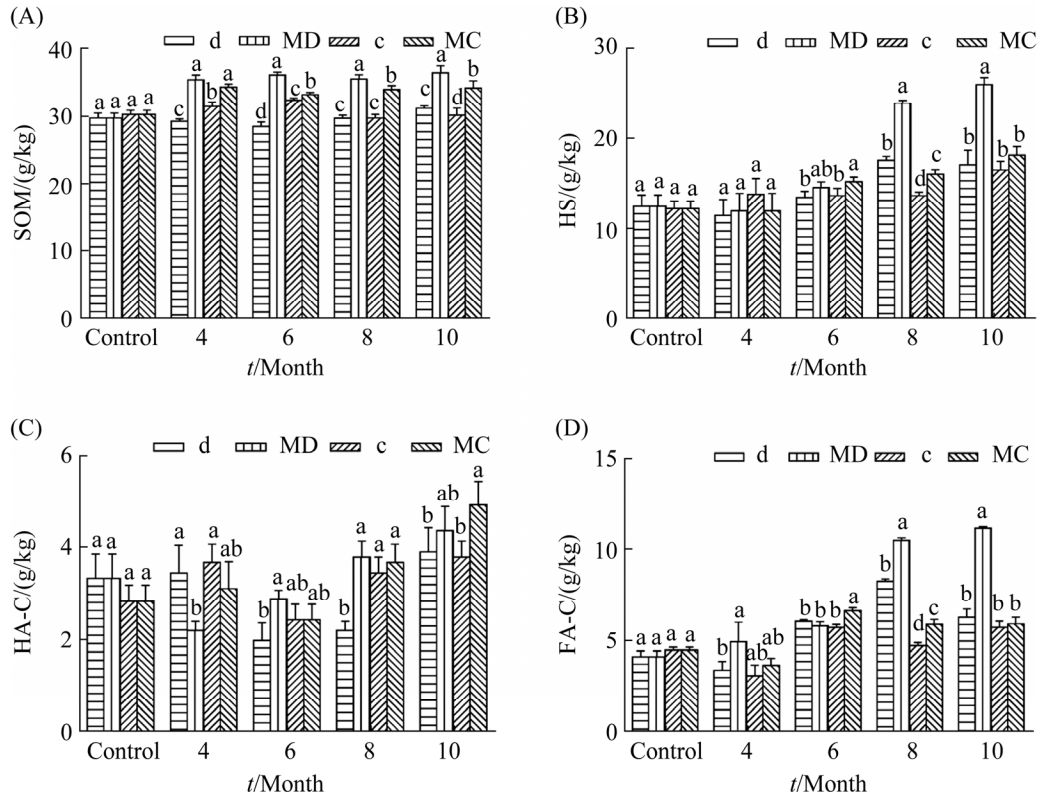 (A)
d MD c MC
SOM/(g/kg)
40
30
20
10
0
a a a a
c a b a
d a c b
c a c b
c a d b
Control 4 6 8 10
t/Month
(B)
d MD c MC
HS/(g/kg)
30
20
10
0
a a a a
a a a a
b ab b a
b a d c
b a b b
Control 4 6 8 10
t/Month
(C)
d MD c MC
HA-C/(g/kg)
6
4
2
0
a a a a
a b a ab
b a ab ab
b a a a
b ab b a
Control 4 6 8 10
t/Month
(D)
d MD c MC
FA-C/(g/kg)
15
10
5
0
a a a a
b a ab ab
b b b a
b a d c
b a b b
Control 4 6 8 10
t/Month